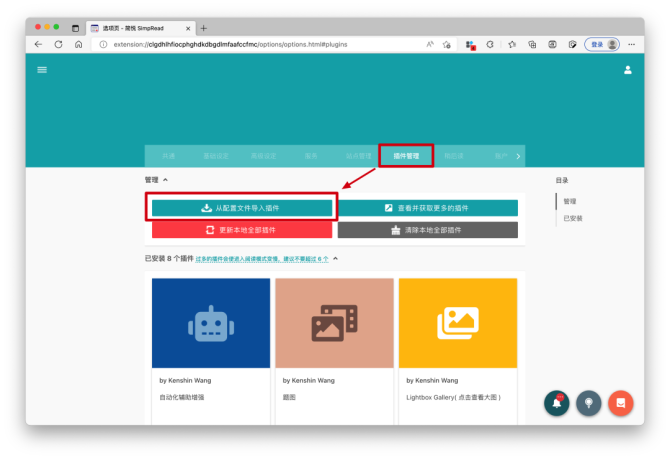 选项页 - 简悦 SimpRead
extension://clgdhlhfiocphghdkdbgdlmfaafccfmc/options/options.html#plugins
登录
共通
基础设定
高级设定
服务
站点管理
插件管理
稍后读
账户
管理
从配置文件导入插件
查看并获取更多的插件
更新本地全部插件
清除本地全部插件
已安装 8 个插件 过多的插件会使进入阅读模式变慢，建议不要超过 6 个
by Kenshin Wang
自动化辅助增强
by Kenshin Wang
题图
by Kenshin Wang
Lightbox Gallery( 点击查看大图 )
目录
管理
已安装